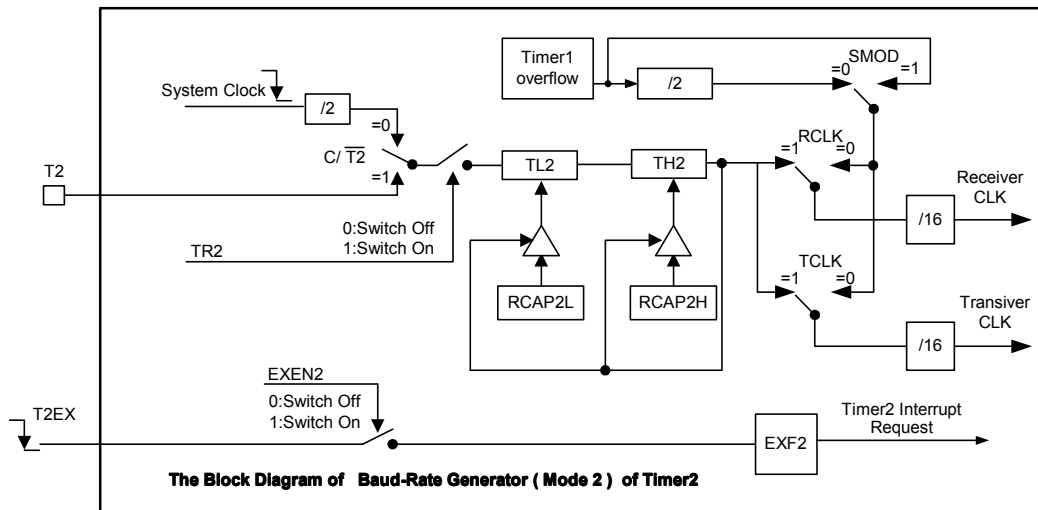 Timer1
overflow
SMOD
=0
=1
/2
System Clock
/2
=0
C/ T2
=1
T2
TL2
TH2
RCLK
=1
=0
Receiver
CLK
/16
0:Switch Off
1:Switch On
TR2
RCAP2L
RCAP2H
TCLK
=1
=0
Transiver
CLK
/16
EXEN2
0:Switch Off
1:Switch On
T2EX
EXF2
Timer2 Interrupt
Request
The Block Diagram of Baud-Rate Generator ( Mode 2 ) of Timer2